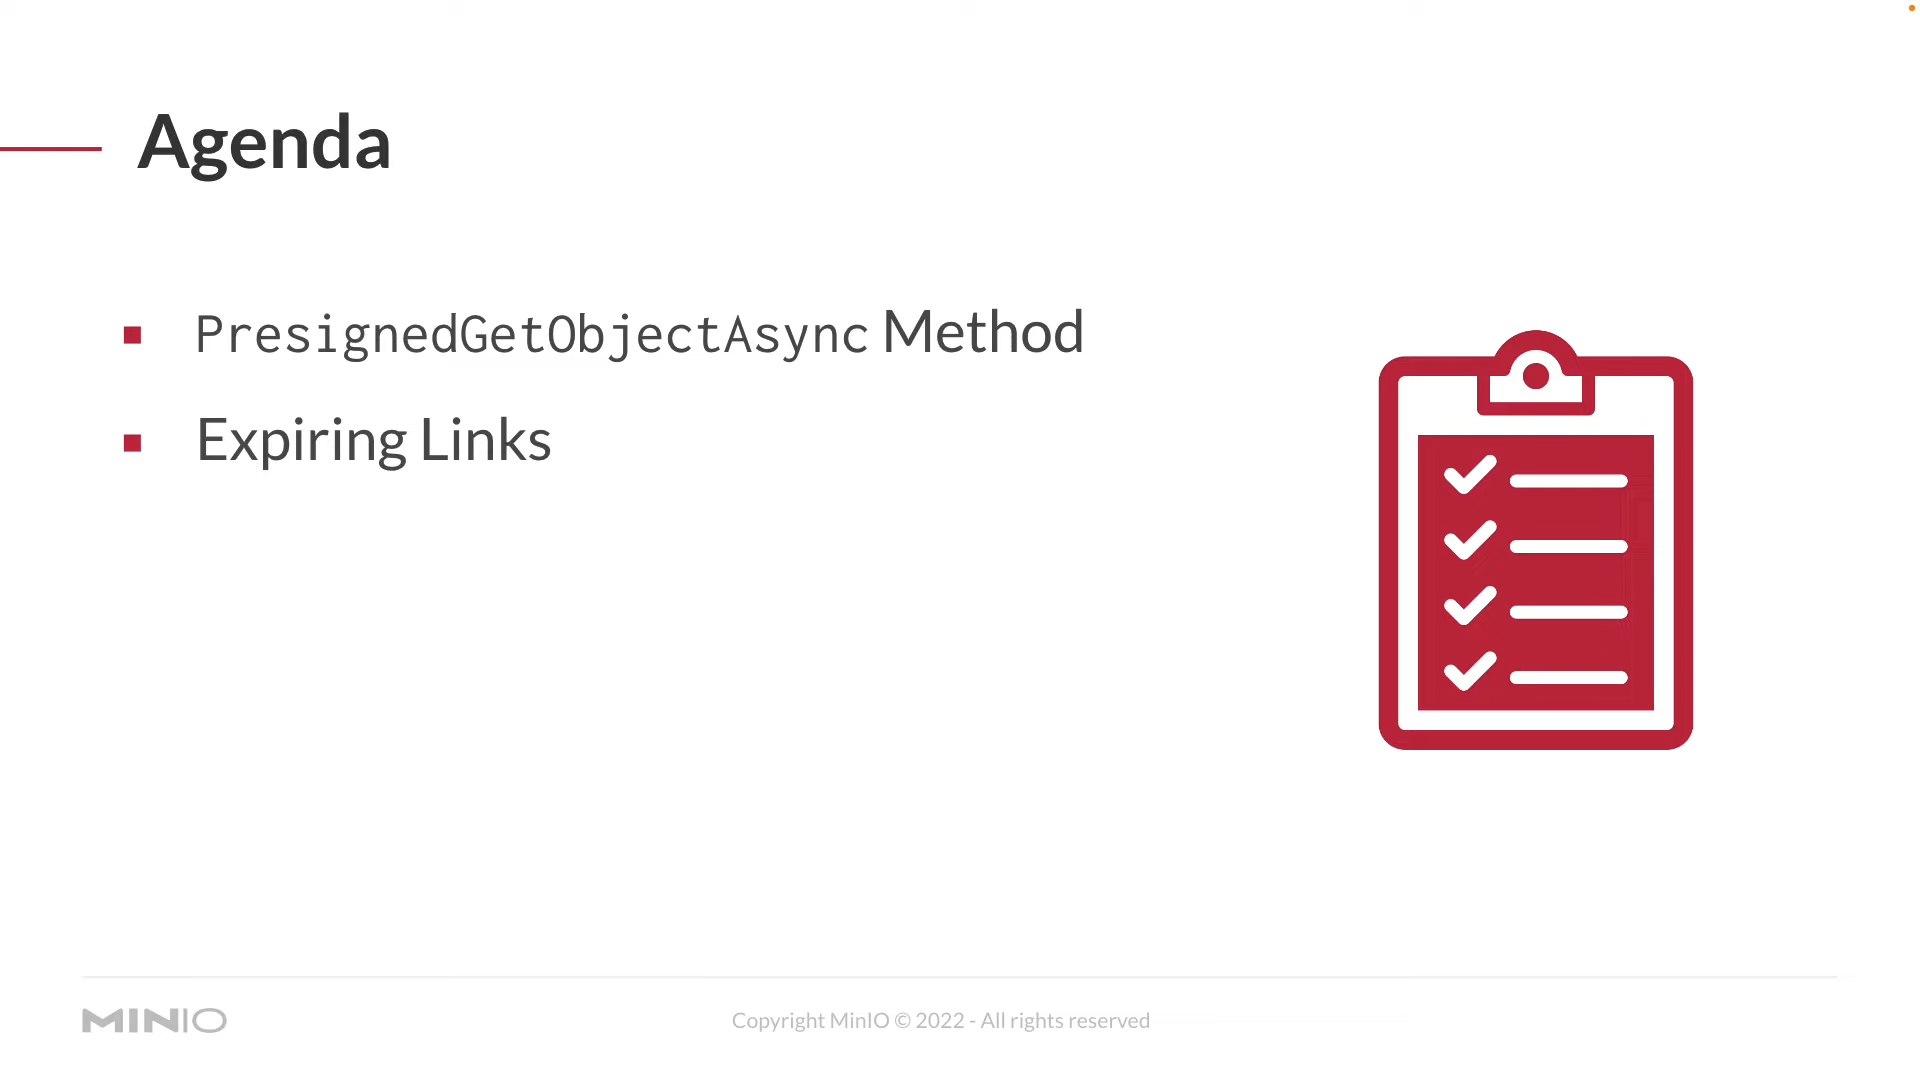 Agenda
PresignedGetObjectAsync Method
Expiring Links
MINIO
Copyright MinIO © 2022 - All rights reserved